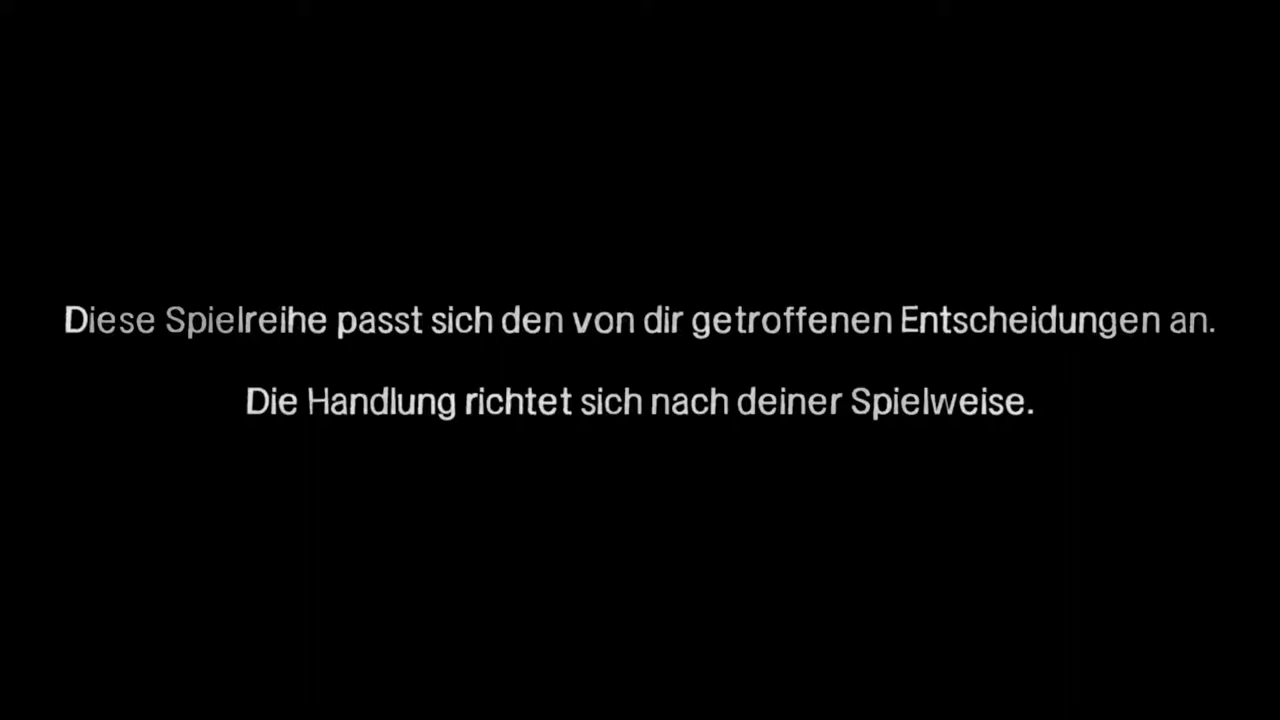 Diese Spielreihe passt sich den von dir getroffenen Entscheidungen an.
Die Handlung richtet sich nach deiner Spielweise.